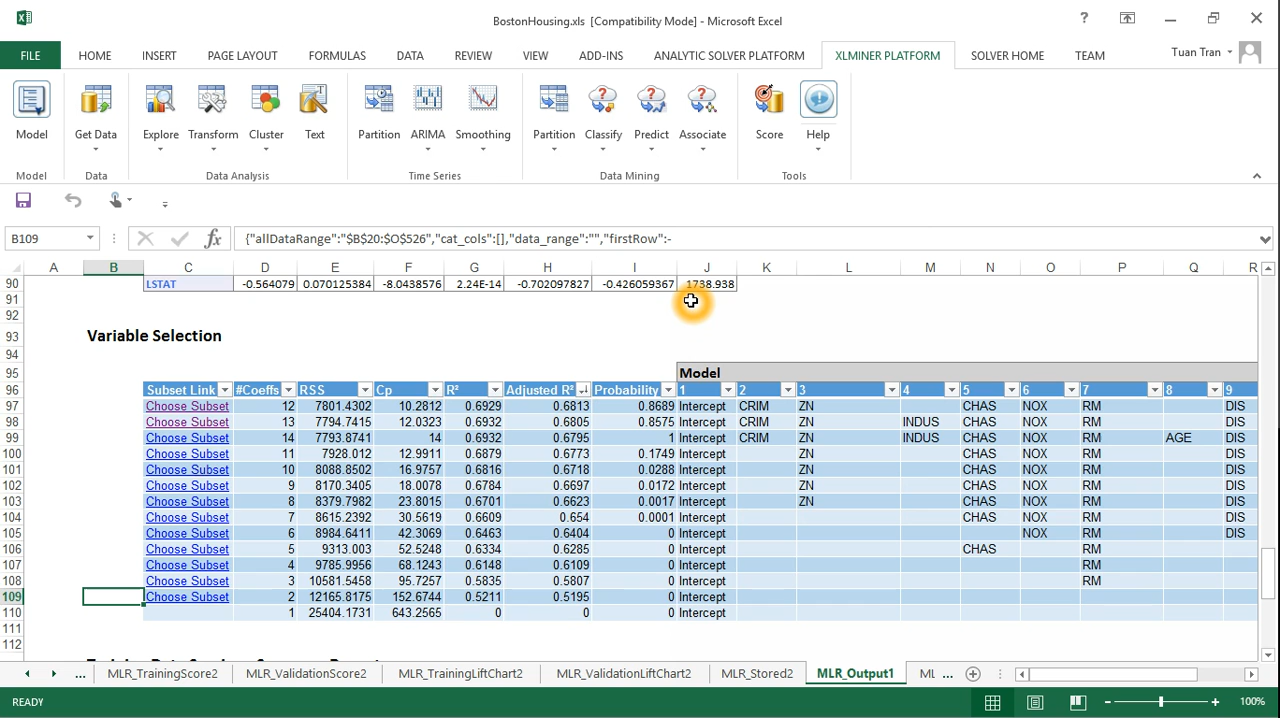 BostonHousing.xls [Compatibility Mode] - Microsoft Excel
?
FILE HOME INSERT PAGE LAYOUT FORMULAS DATA REVIEW VIEW ADD-INS ANALYTIC SOLVER PLATFORM XLMINER PLATFORM SOLVER HOME TEAM Tuan Tran
Model Get Data Explore Transform Cluster Text Partition ARIMA Smoothing Partition Classify Predict Associate Score Help
Model Data Data Analysis Time Series Data Mining Tools
B109 fx {"allDataRange":"$B$20:$O$526","cat_cols":[],"data_range":"","firstRow":-
A B C D E F G H I J K L M N O P Q R
90 LSTAT -0.564079 0.070125384 -8.0438576 2.24E-14 -0.702097827 -0.426059367 1738.938
91
92
93 Variable Selection
94
95 Model
96 Subset Link #Coeffs RSS Cp R² Adjusted R² Probability 1 2 3 4 5 6 7 8 9
97 Choose Subset 12 7801.4302 10.2812 0.6929 0.6813 0.8689 Intercept CRIM ZN CHAS NOX RM DIS
98 Choose Subset 13 7794.7415 12.0323 0.6932 0.6805 0.8575 Intercept CRIM ZN INDUS CHAS NOX RM DIS
99 Choose Subset 14 7793.8741 14 0.6932 0.6795 1 Intercept CRIM ZN INDUS CHAS NOX RM AGE DIS
100 Choose Subset 11 7928.012 12.9911 0.6879 0.6773 0.1749 Intercept ZN CHAS NOX RM DIS
101 Choose Subset 10 8088.8502 16.9757 0.6816 0.6718 0.0288 Intercept ZN CHAS NOX RM DIS
102 Choose Subset 9 8170.3405 18.0078 0.6784 0.6697 0.0172 Intercept ZN CHAS NOX RM DIS
103 Choose Subset 8 8379.7982 23.8015 0.6701 0.6623 0.0017 Intercept ZN CHAS NOX RM DIS
104 Choose Subset 7 8615.2392 30.5619 0.6609 0.654 0.0001 Intercept CHAS NOX RM DIS
105 Choose Subset 6 8984.6411 42.3069 0.6463 0.6404 0 Intercept NOX RM DIS
106 Choose Subset 5 9313.003 52.5248 0.6334 0.6285 0 Intercept CHAS RM
107 Choose Subset 4 9785.9956 68.1243 0.6148 0.6109 0 Intercept RM
108 Choose Subset 3 10581.5458 95.7257 0.5835 0.5807 0 Intercept RM
109 Choose Subset 2 12165.8175 152.6744 0.5211 0.5195 0 Intercept
110 1 25404.1731 643.2565 0 0 0 Intercept
111
112
... MLR_TrainingScore2 MLR_ValidationScore2 MLR_TrainingLiftChart2 MLR_ValidationLiftChart2 MLR_Stored2 MLR_Output1 ML ...
READY 100%